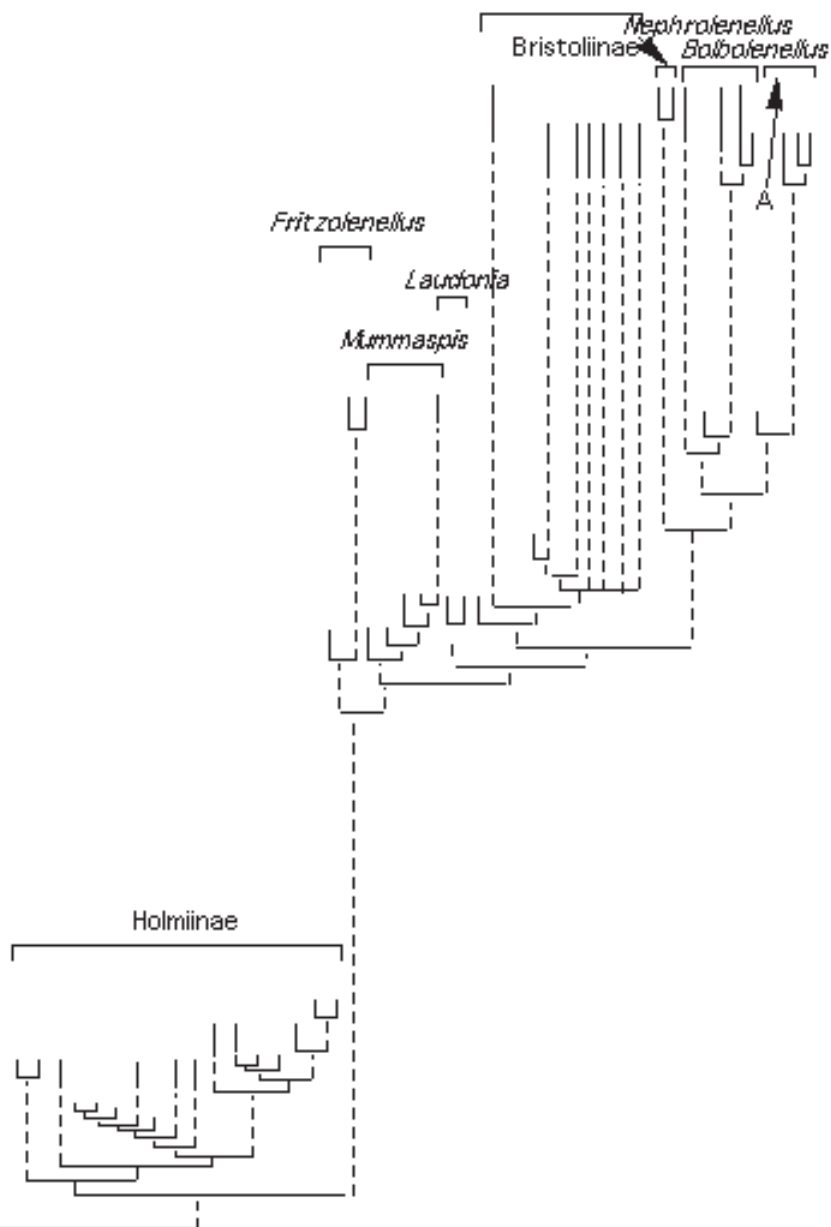 Nephrolenellus
Bristoliinae
Bolbolenellus
A
Fritzolenellus
Laudonia
Mummaspis
Holmiinae